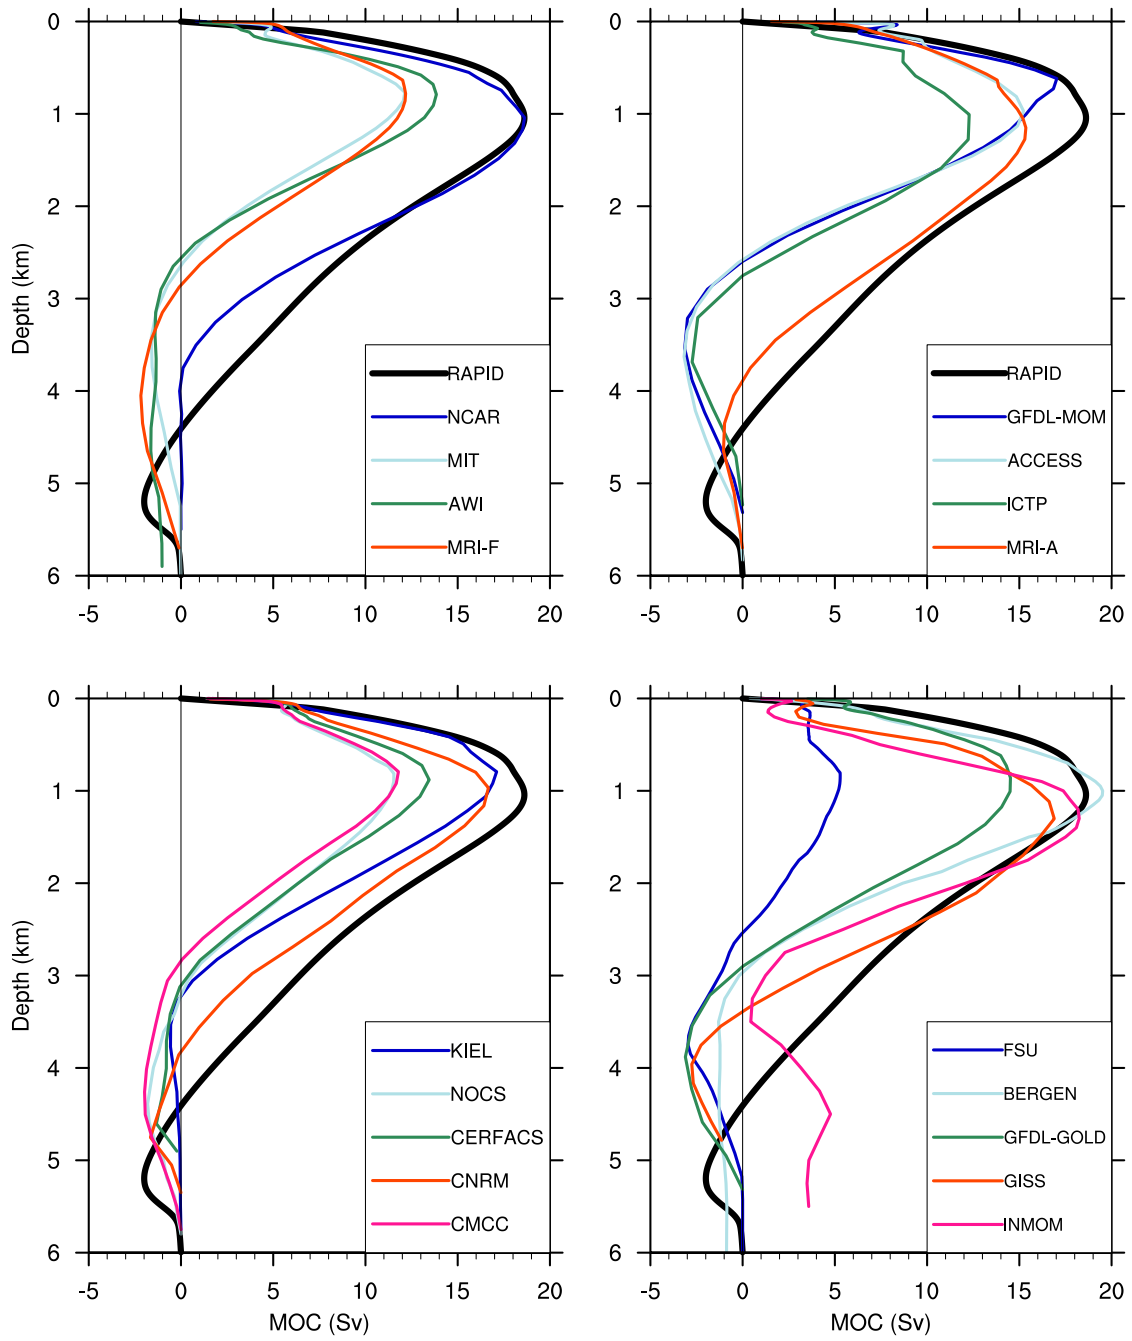 0
1
2
3
4
5
6
Depth (km)
-5 0 5 10 15 20
RAPID
NCAR
MIT
AWI
MRI-F
0
1
2
3
4
5
6
-5 0 5 10 15 20
RAPID
GFDL-MOM
ACCESS
ICTP
MRI-A
0
1
2
3
4
5
6
Depth (km)
-5 0 5 10 15 20
MOC (Sv)
KIEL
NOCS
CERFACS
CNRM
CMCC
0
1
2
3
4
5
6
-5 0 5 10 15 20
MOC (Sv)
FSU
BERGEN
GFDL-GOLD
GISS
INMOM